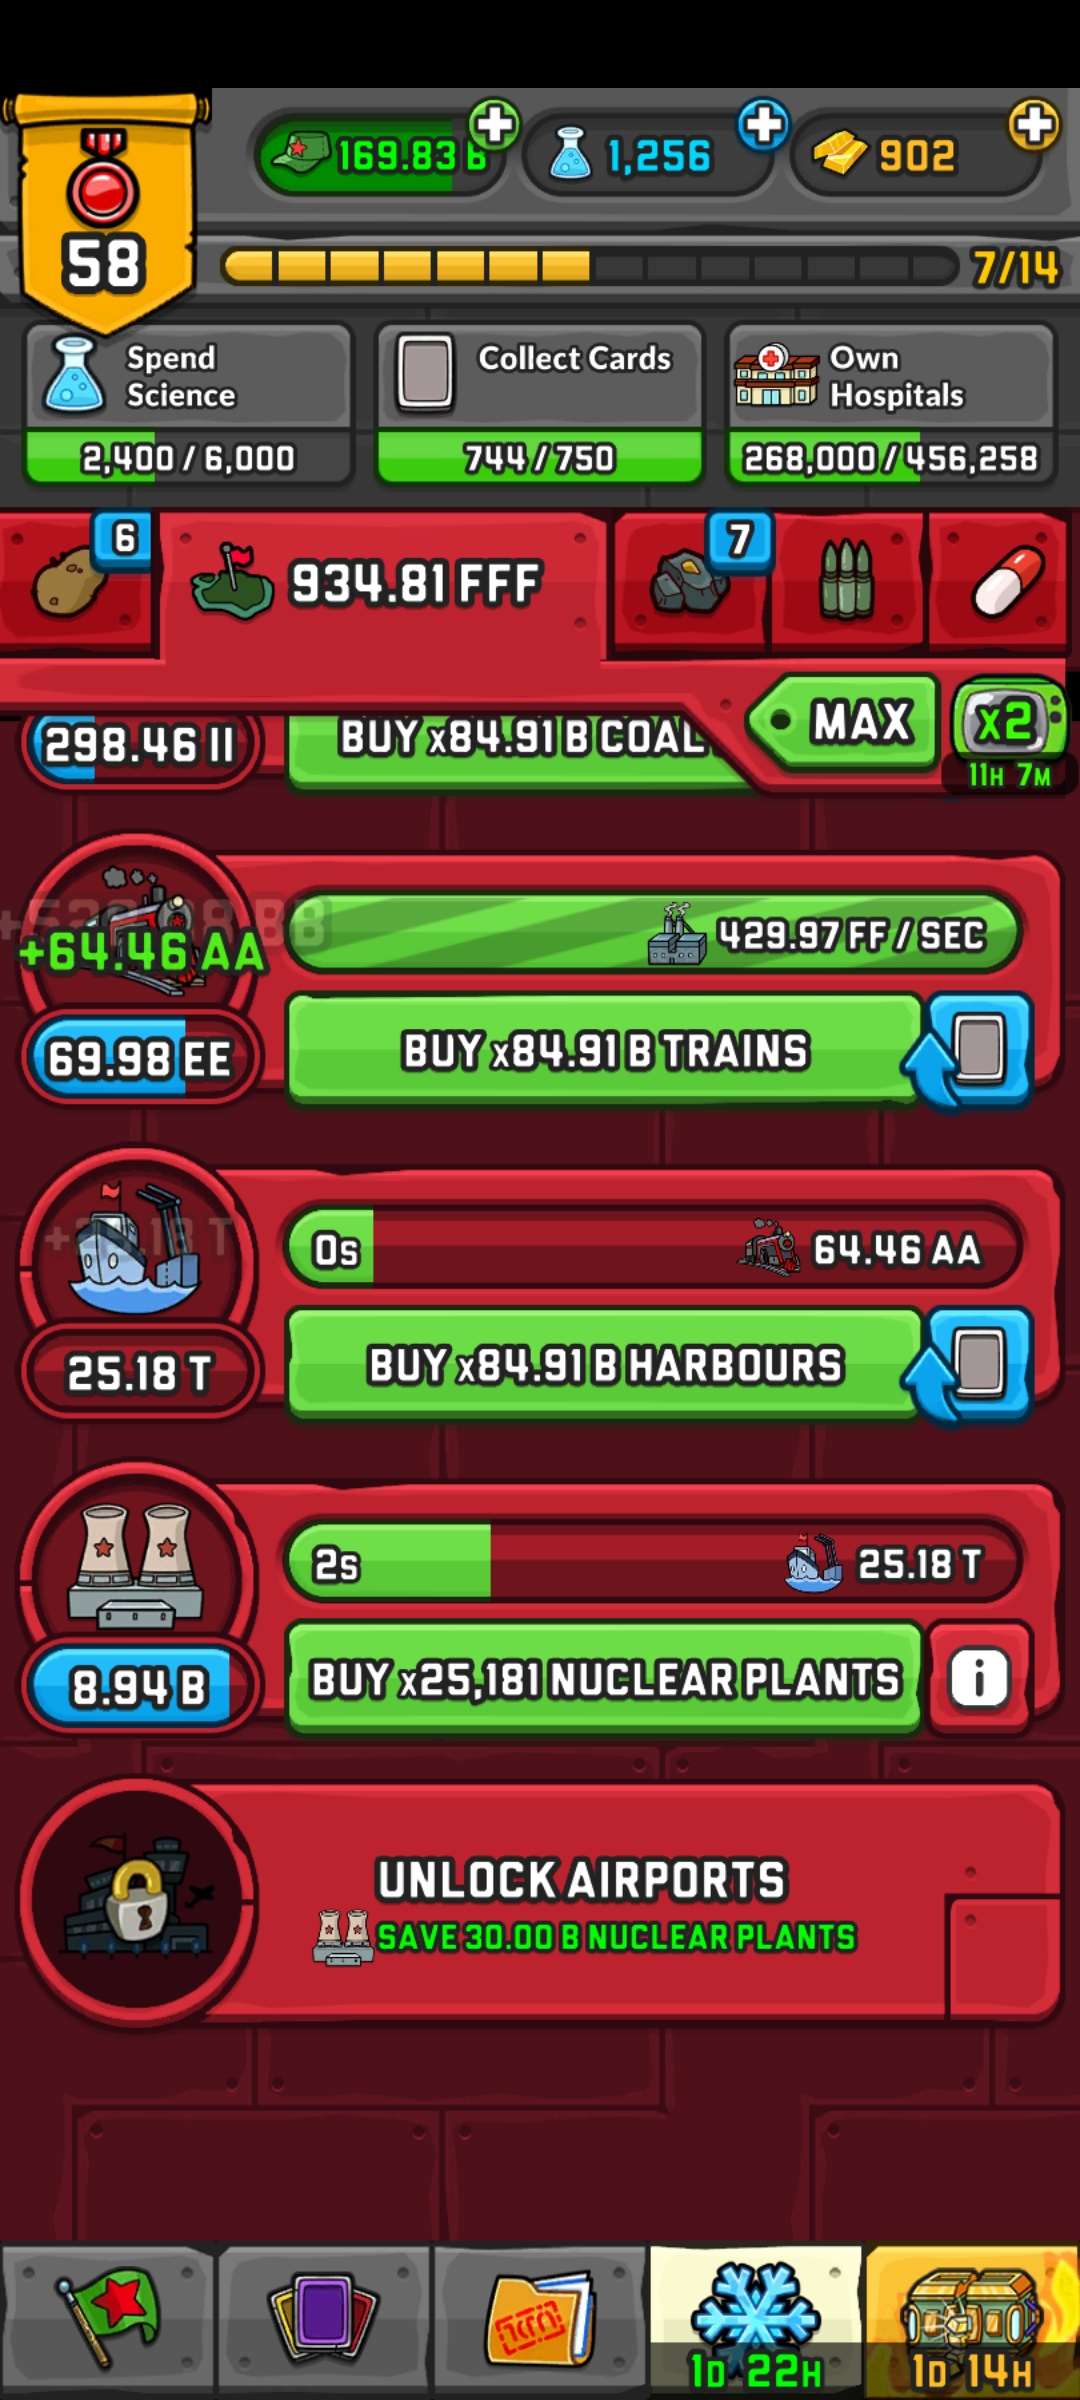 169.83 B
1,256
902
58
7/14
Spend
Science
2,400 / 6,000
Collect Cards
744 / 750
Own
Hospitals
268,000 / 456,258
6
934.81 FFF
7
298.46 II
BUY x84.91 B COAL
MAX
x2
11H 7M
+64.46 AA
429.97 FF / SEC
69.98 EE
BUY x84.91 B TRAINS
0s
64.46 AA
25.18 T
BUY x84.91 B HARBOURS
2s
25.18 T
8.94 B
BUY x25,181 NUCLEAR PLANTS
i
UNLOCK AIRPORTS
SAVE 30.00 B NUCLEAR PLANTS
1D 22H
1D 14H